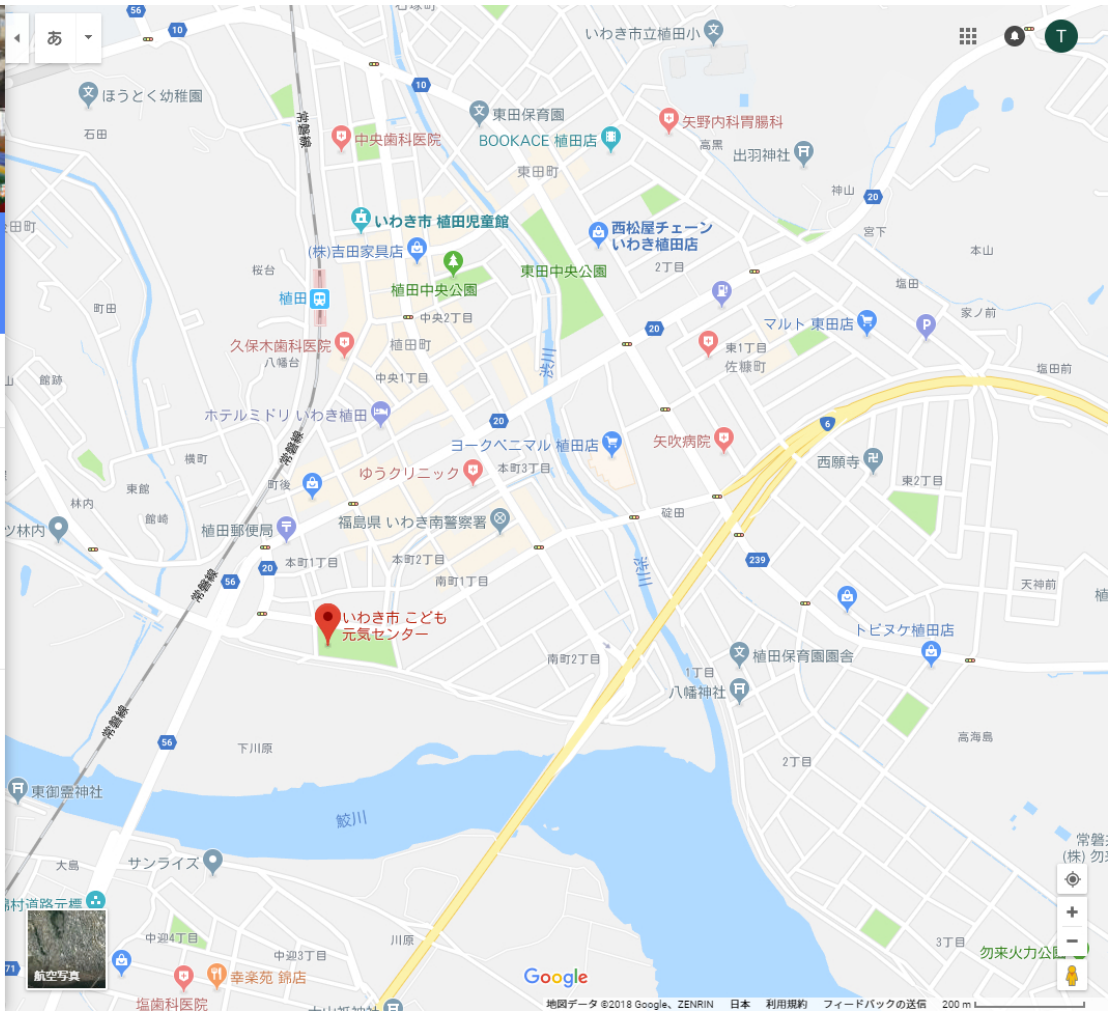 56
10
あ
いわき市立植田小
T
ほうとく幼稚園
10
石田
常磐線
中央歯科医院
東田保育園
BOOKACE 植田店
矢野内科胃腸科
高黒
出羽神社
東田町
神山
20
宮下
いわき市 植田児童館
西松屋チェーン
いわき植田店
(株)吉田家具店
本山
桜台
植田中央公園
東田中央公園
2丁目
塩田
植田
町田
中央2丁目
20
マルト 東田店
家ノ前
久保木歯科医院
八幡台
植田町
渋川
東1丁目
佐糠町
塩田前
館跡
中央1丁目
ホテルミドリ いわき植田
20
6
常磐線
ヨークベニマル 植田店
矢吹病院
横町
ゆうクリニック
本町3丁目
西願寺
東館
町後
東2丁目
林内
館崎
ツ林内
植田郵便局
福島県 いわき南警察署
碇田
本町1丁目
本町2丁目
239
56
20
南町1丁目
渋川
天神前
植
常磐線
いわき市 こども
元気センター
トビヌケ植田店
南町2丁目
植田保育園園舎
1丁目
八幡神社
常磐線
56
下川原
高海島
2丁目
東御霊神社
鮫川
大島
サンライズ
(株) 勿
村道路元標
中迎4丁目
川原
3丁目
勿来火力公
中迎3丁目
71
航空写真
幸楽苑 錦店
Google
塩歯科医院
地図データ ©2018 Google、ZENRIN 日本 利用規約 フィードバックの送信 200 m